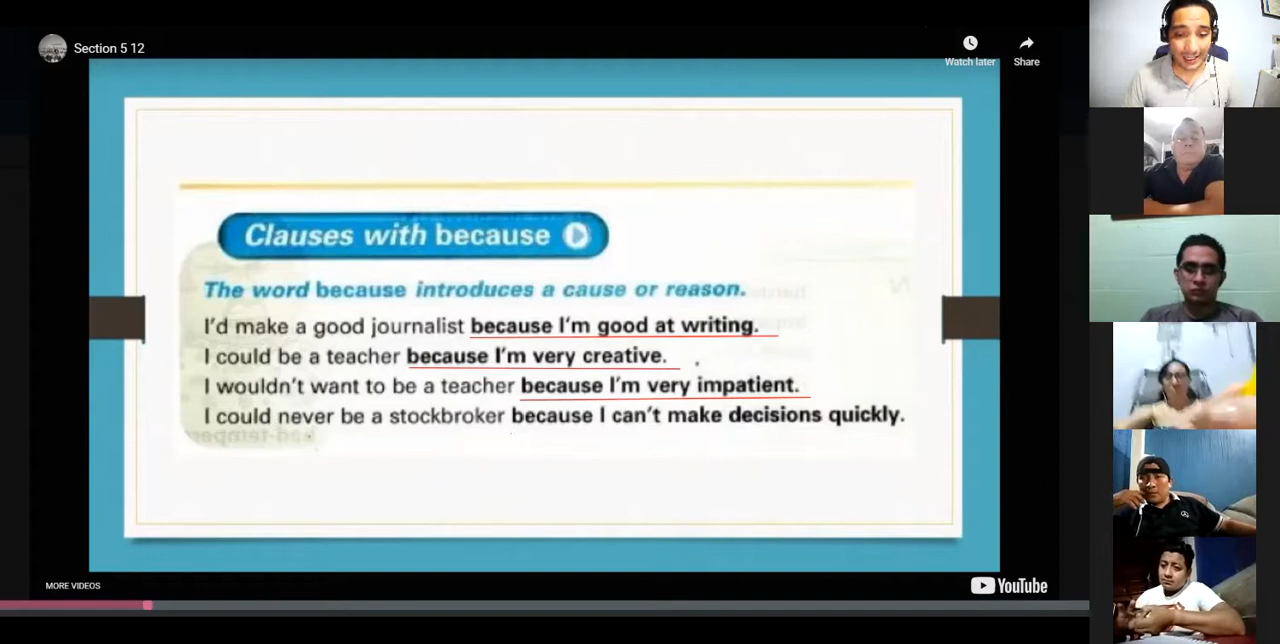 Section 5 12
Watch later
Share
Clauses with because
The word because introduces a cause or reason.
I'd make a good journalist because I'm good at writing.
I could be a teacher because I'm very creative.
I wouldn't want to be a teacher because I'm very impatient.
I could never be a stockbroker because I can't make decisions quickly.
MORE VIDEOS
YouTube